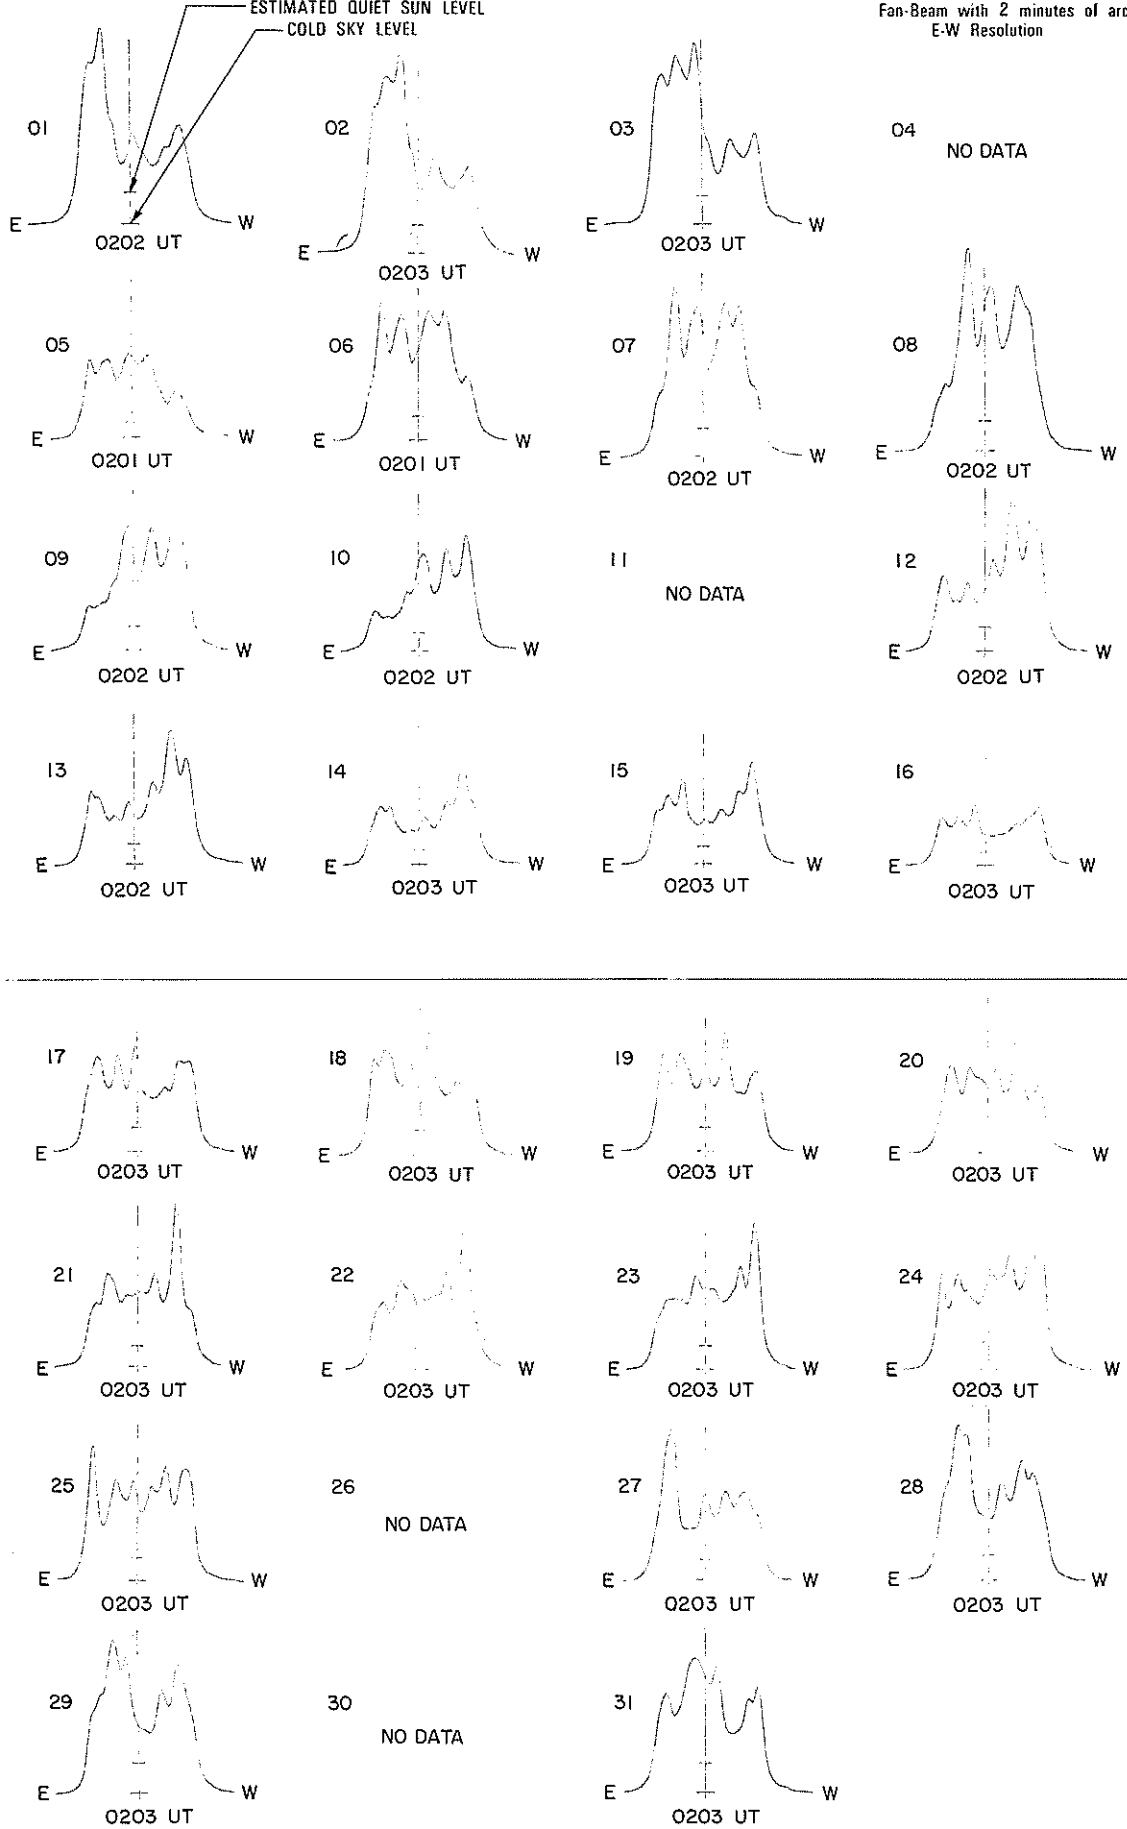 ESTIMATED QUIET SUN LEVEL
COLD SKY LEVEL
Fan-Beam with 2 minutes of arc
E-W Resolution
01
E W
0202 UT
02
E W
0203 UT
03
E W
0203 UT
04
NO DATA
05
E W
0201 UT
06
E W
0201 UT
07
E W
0202 UT
08
E W
0202 UT
09
E W
0202 UT
10
E W
0202 UT
11
NO DATA
12
E W
0202 UT
13
E W
0202 UT
14
E W
0203 UT
15
E W
0203 UT
16
E W
0203 UT
17
E W
0203 UT
18
E W
0203 UT
19
E W
0203 UT
20
E W
0203 UT
21
E W
0203 UT
22
E W
0203 UT
23
E W
0203 UT
24
E W
0203 UT
25
E W
0203 UT
26
NO DATA
27
E W
0203 UT
28
E W
0203 UT
29
E W
0203 UT
30
NO DATA
31
E W
0203 UT